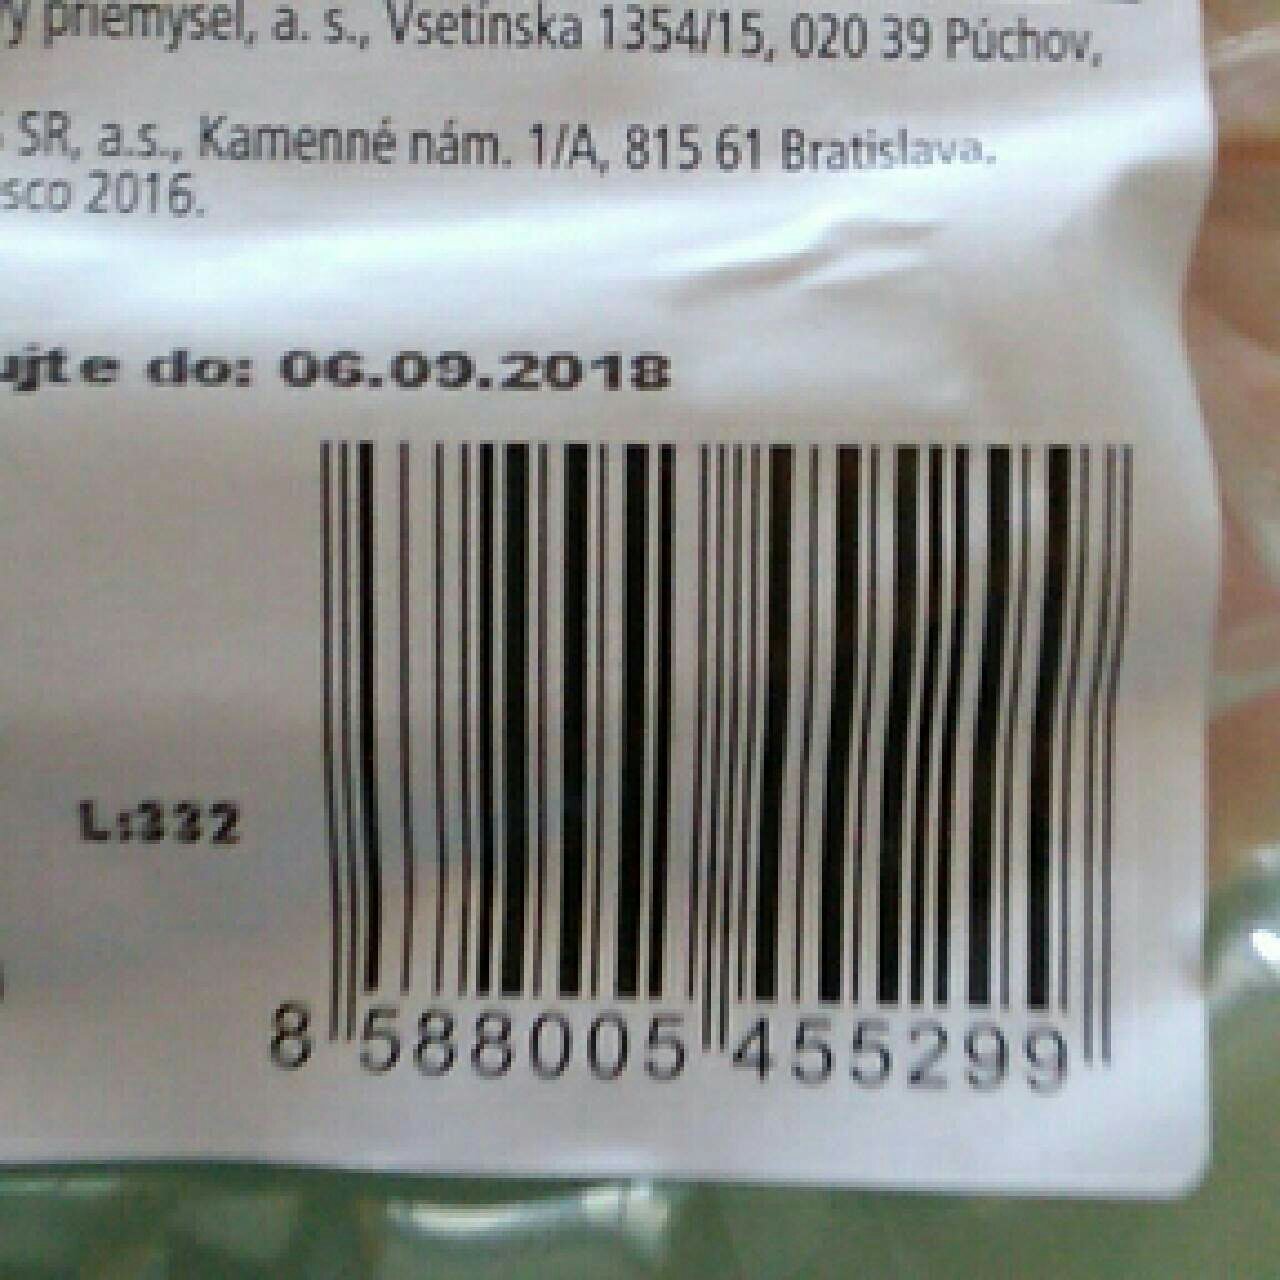 ý priemysel, a. s., Vsetínska 1354/15, 020 39 Púchov,
SR, a.s., Kamenné nám. 1/A, 815 61 Bratislava.
sco 2016.
ujte do: 06.09.2018
L:332
8 588005 455299